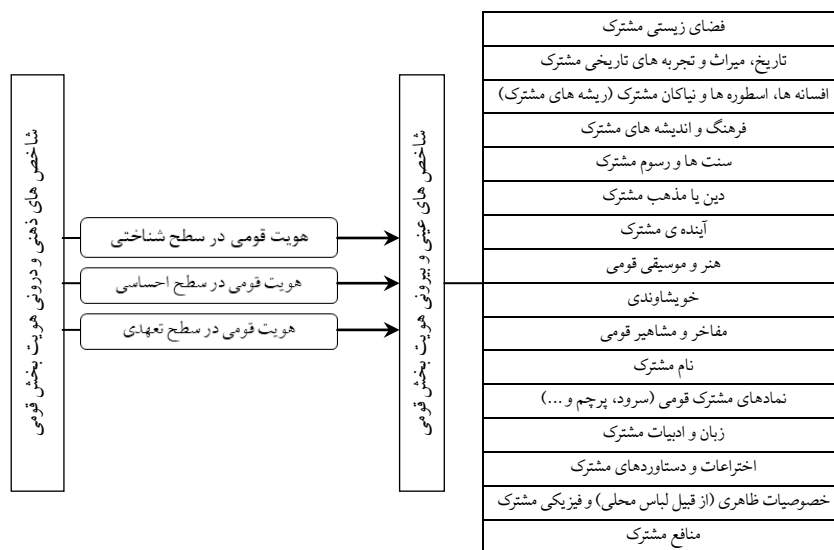 فضای زیستی مشترک
تاریخ، میراث و تجربه های تاریخی مشترک
افسانه ها، اسطوره ها و نیاکان مشترک (ریشه های مشترک)
فرهنگ و اندیشه های مشترک
سنت ها و رسوم مشترک
دین یا مذهب مشترک
آینده ی مشترک
هنر و موسیقی قومی
خویشاوندی
مفاخر و مشاهیر قومی
نام مشترک
نمادهای مشترک قومی (سرود، پرچم و ...)
زبان و ادبیات مشترک
اختراعات و دستاوردهای مشترک
خصوصیات ظاهری (از قبیل لباس محلی) و فیزیکی مشترک
منافع مشترک
شاخص های عینی و بیرونی هویت بخش قومی
هویت قومی در سطح شناختی
هویت قومی در سطح احساسی
هویت قومی در سطح تعهدی
شاخص های ذهنی و درونی هویت بخش قومی